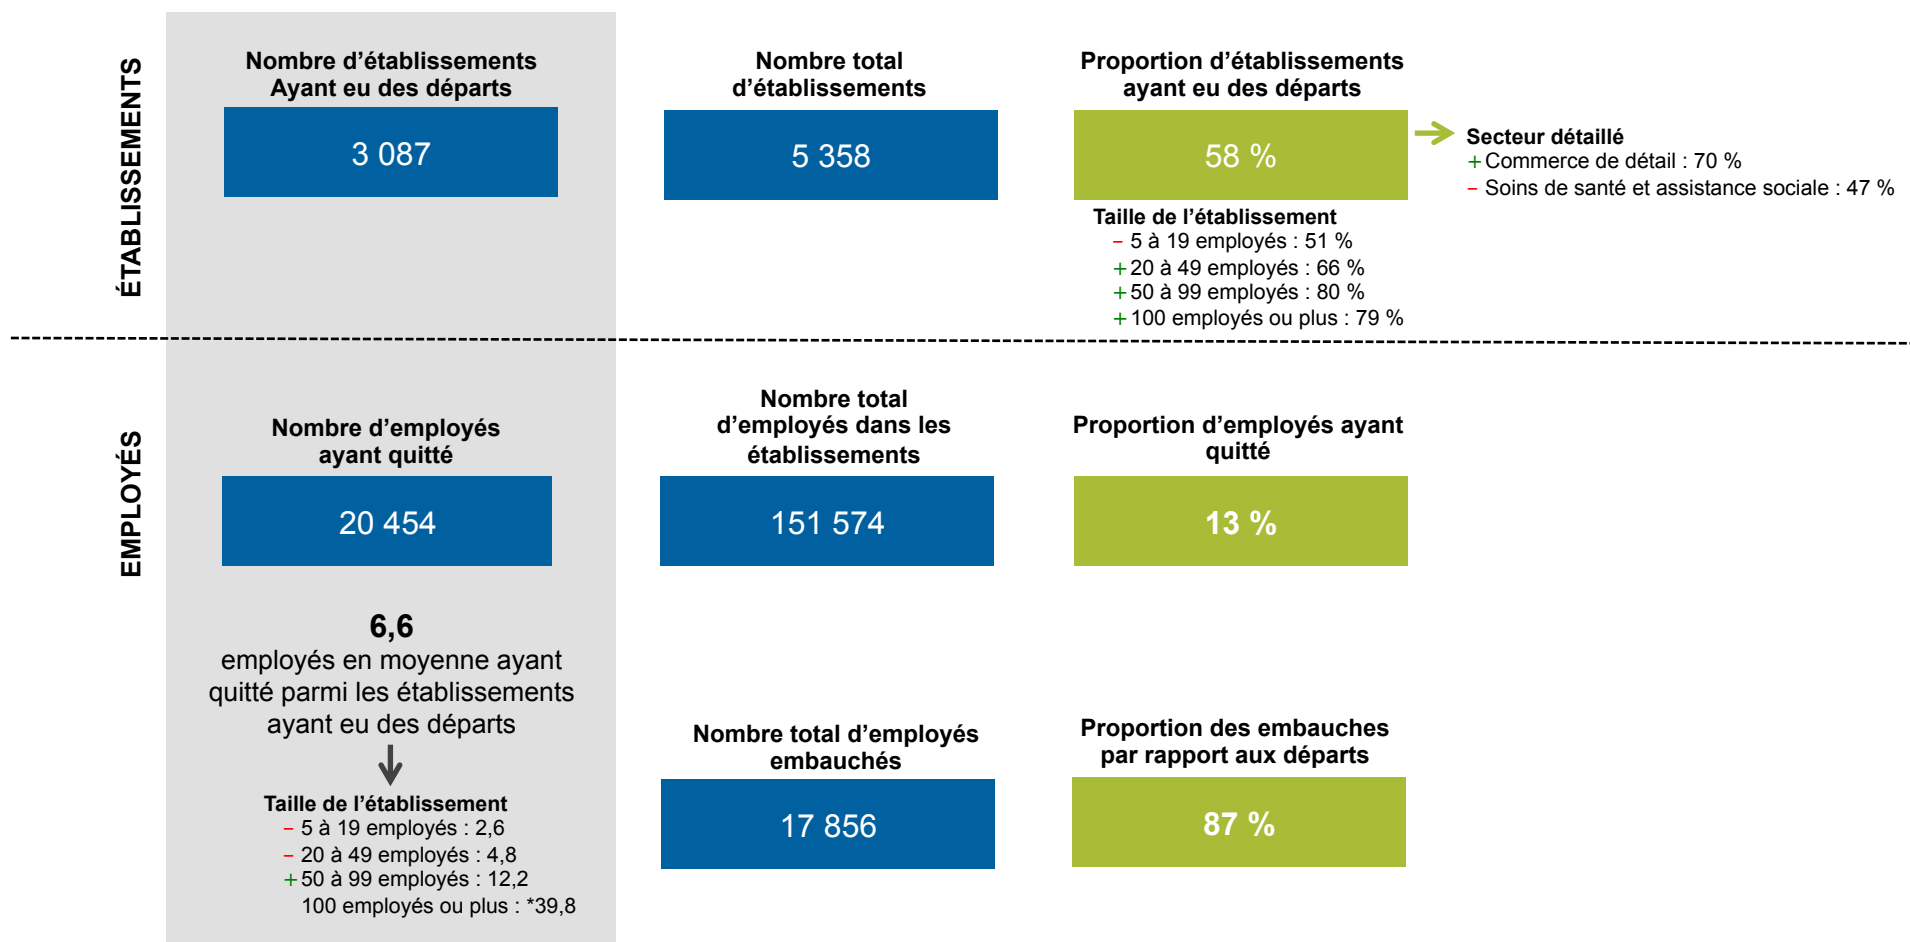 ÉTABLISSEMENTS
Nombre d'établissements
Ayant eu des départs
3 087
Nombre total
d'établissements
5 358
Proportion d'établissements
ayant eu des départs
58 %
Secteur détaillé
+ Commerce de détail : 70 %
– Soins de santé et assistance sociale : 47 %
Taille de l'établissement
– 5 à 19 employés : 51 %
+ 20 à 49 employés : 66 %
+ 50 à 99 employés : 80 %
+ 100 employés ou plus : 79 %
EMPLOYÉS
Nombre d'employés
ayant quitté
20 454
Nombre total
d'employés dans les
établissements
151 574
Proportion d'employés ayant
quitté
13 %
6,6
employés en moyenne ayant
quitté parmi les établissements
ayant eu des départs
Taille de l'établissement
– 5 à 19 employés : 2,6
– 20 à 49 employés : 4,8
+ 50 à 99 employés : 12,2
100 employés ou plus : *39,8
Nombre total d'employés
embauchés
17 856
Proportion des embauches
par rapport aux départs
87 %